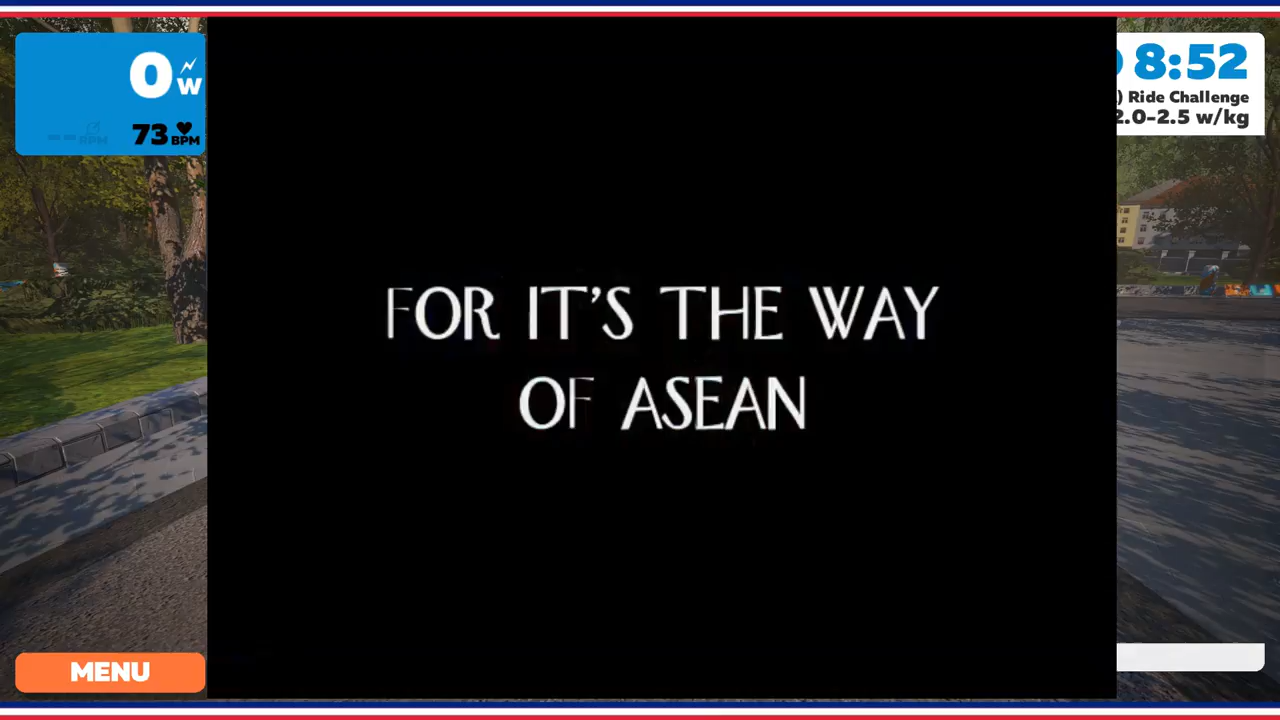 0 W
-- RPM
73 BPM
8:52
) Ride Challenge
2.0-2.5 w/kg
FOR IT'S THE WAY
OF ASEAN
MENU